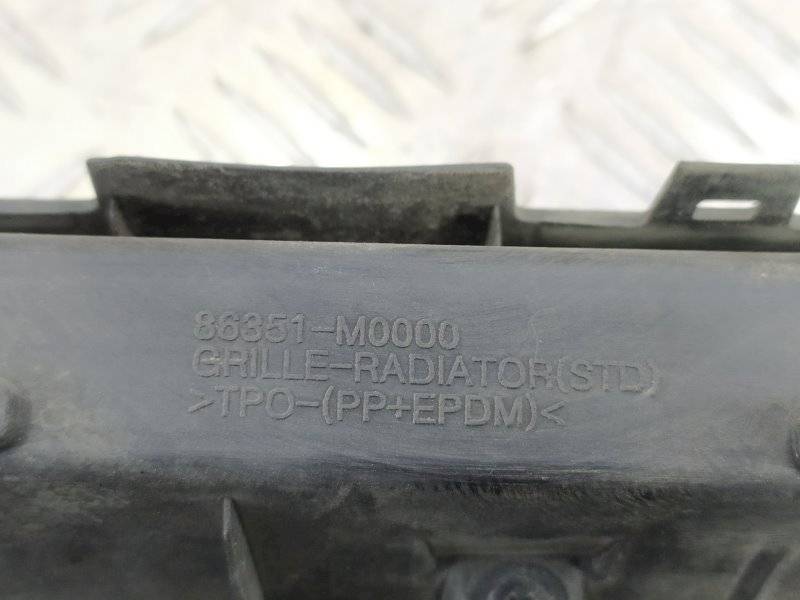 86351-M0000
GRILLE-RADIATOR(STD)
>TPO-(PP+EPDM)<